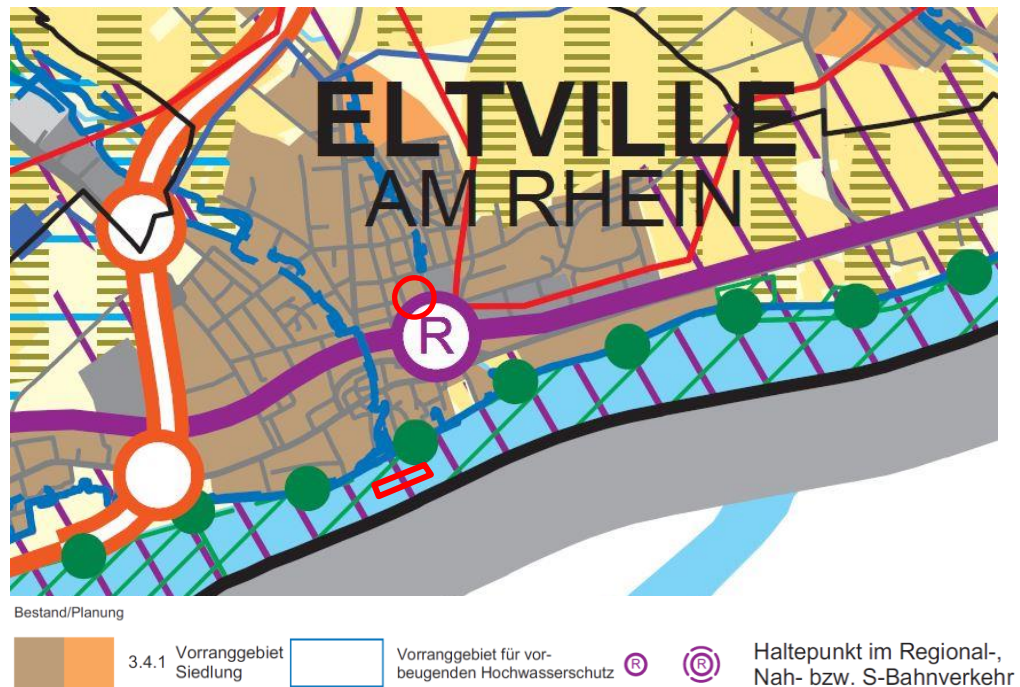 ELTVILLE
AM RHEIN
R
Bestand/Planung
3.4.1 Vorranggebiet
Siedlung
Vorranggebiet für vor-
beugenden Hochwasserschutz
R
R
Haltepunkt im Regional-,
Nah- bzw. S-Bahnverkehr